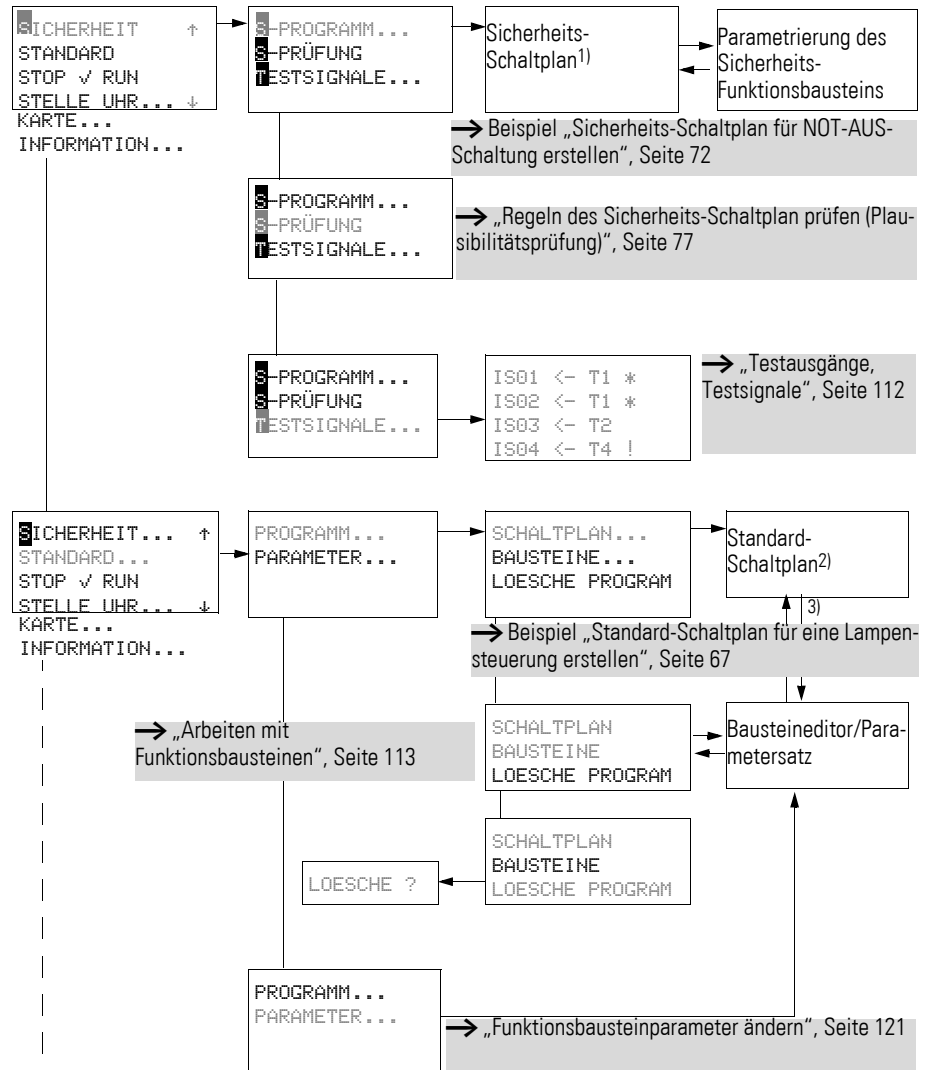 SICHERHEIT ↑
STANDARD
STOP √ RUN
STELLE UHR... ↓
KARTE...
INFORMATION...
S-PROGRAMM...
S-PRÜFUNG
TESTSIGNALE...
Sicherheits-
Schaltplan1)
Parametrierung des
Sicherheits-
Funktionsbausteins
→ Beispiel „Sicherheits-Schaltplan für NOT-AUS-
Schaltung erstellen“, Seite 72
S-PROGRAMM...
S-PRÜFUNG
TESTSIGNALE...
→ „Regeln des Sicherheits-Schaltplan prüfen (Plau-
sibilitätsprüfung)“, Seite 77
S-PROGRAMM...
S-PRÜFUNG
TESTSIGNALE...
IS01 <- T1 *
IS02 <- T1 *
IS03 <- T2
IS04 <- T4 !
→ „Testausgänge,
Testsignale“, Seite 112
SICHERHEIT... ↑
STANDARD...
STOP √ RUN
STELLE UHR... ↓
KARTE...
INFORMATION...
PROGRAMM...
PARAMETER...
SCHALTPLAN...
BAUSTEINE...
LOESCHE PROGRAM
Standard-
Schaltplan2)
3)
→ Beispiel „Standard-Schaltplan für eine Lampen-
steuerung erstellen“, Seite 67
→ „Arbeiten mit
Funktionsbausteinen“, Seite 113
SCHALTPLAN
BAUSTEINE
LOESCHE PROGRAM
Bausteineditor/Para-
metersatz
SCHALTPLAN
BAUSTEINE
LOESCHE PROGRAM
LOESCHE ?
PROGRAMM...
PARAMETER...
→ „Funktionsbausteinparameter ändern“, Seite 121